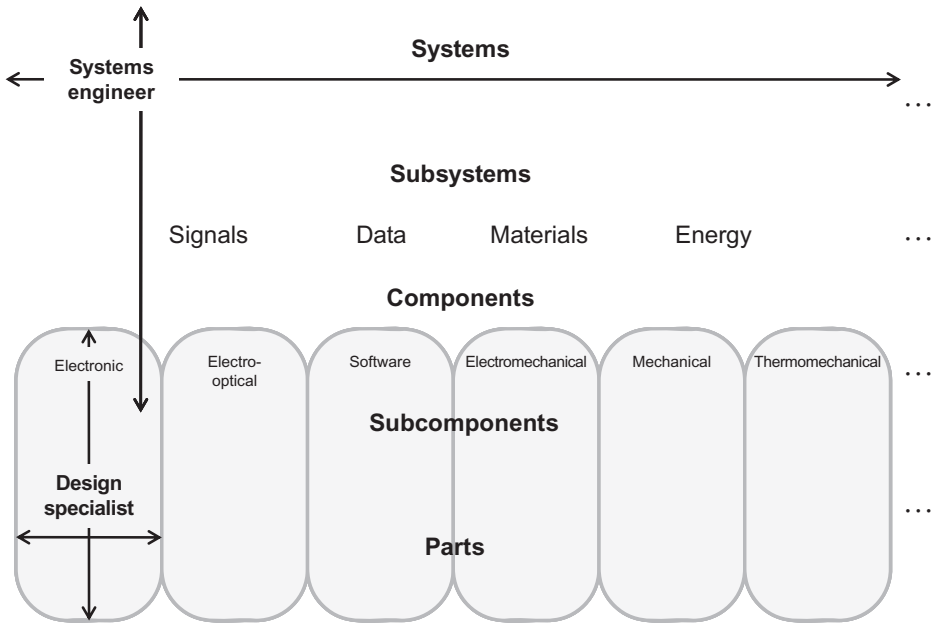 Systems
Systems
engineer
…
Subsystems
Signals Data Materials Energy …
Components
Electronic
Electro-
optical
Software
Electromechanical
Mechanical
Thermomechanical
…
Subcomponents
Design
specialist
…
Parts